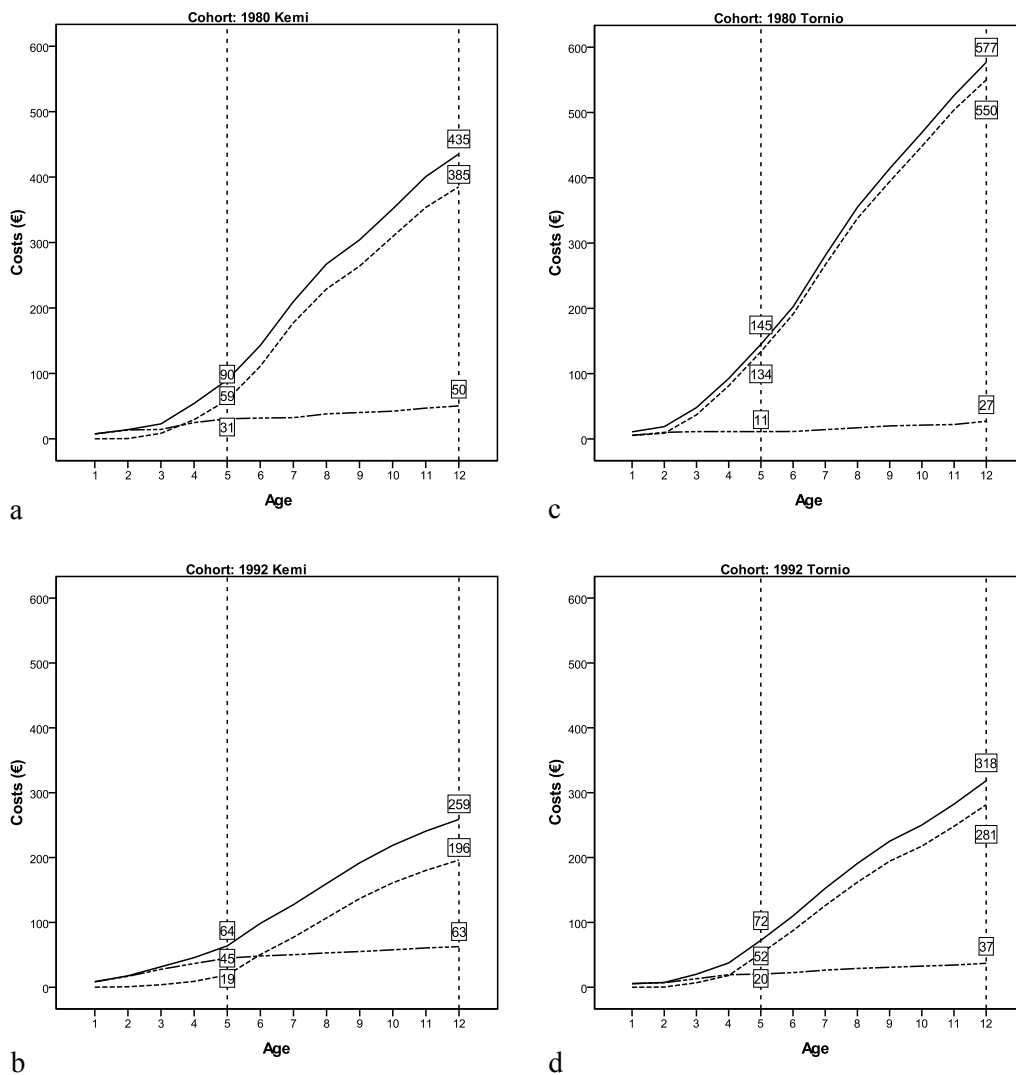 Cohort: 1980 Kemi
600
500
400
300
200
100
0
Costs (€)
435
385
90
59
31
50
1 2 3 4 5 6 7 8 9 10 11 12
Age
a
Cohort: 1980 Tornio
600
500
400
300
200
100
0
Costs (€)
577
550
145
134
11
27
1 2 3 4 5 6 7 8 9 10 11 12
Age
c
Cohort: 1992 Kemi
600
500
400
300
200
100
0
Costs (€)
259
196
64
45
19
63
1 2 3 4 5 6 7 8 9 10 11 12
Age
b
Cohort: 1992 Tornio
600
500
400
300
200
100
0
Costs (€)
318
281
72
52
20
37
1 2 3 4 5 6 7 8 9 10 11 12
Age
d